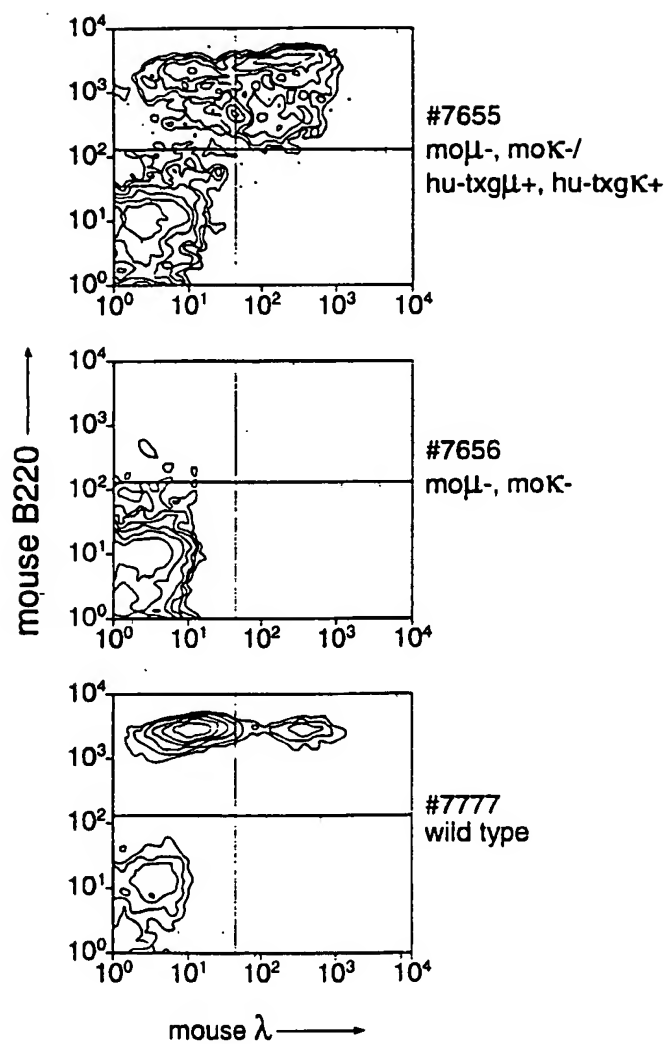 10⁴
10³
10²
10¹
10⁰
10⁰ 10¹ 10² 10³ 10⁴
#7655
moμ-, moκ-/
hu-txgμ+, hu-txgκ+
10⁴
10³
10²
10¹
10⁰
10⁰ 10¹ 10² 10³ 10⁴
#7656
moμ-, moκ-
10⁴
10³
10²
10¹
10⁰
10⁰ 10¹ 10² 10³ 10⁴
#7777
wild type
mouse B220
mouse λ